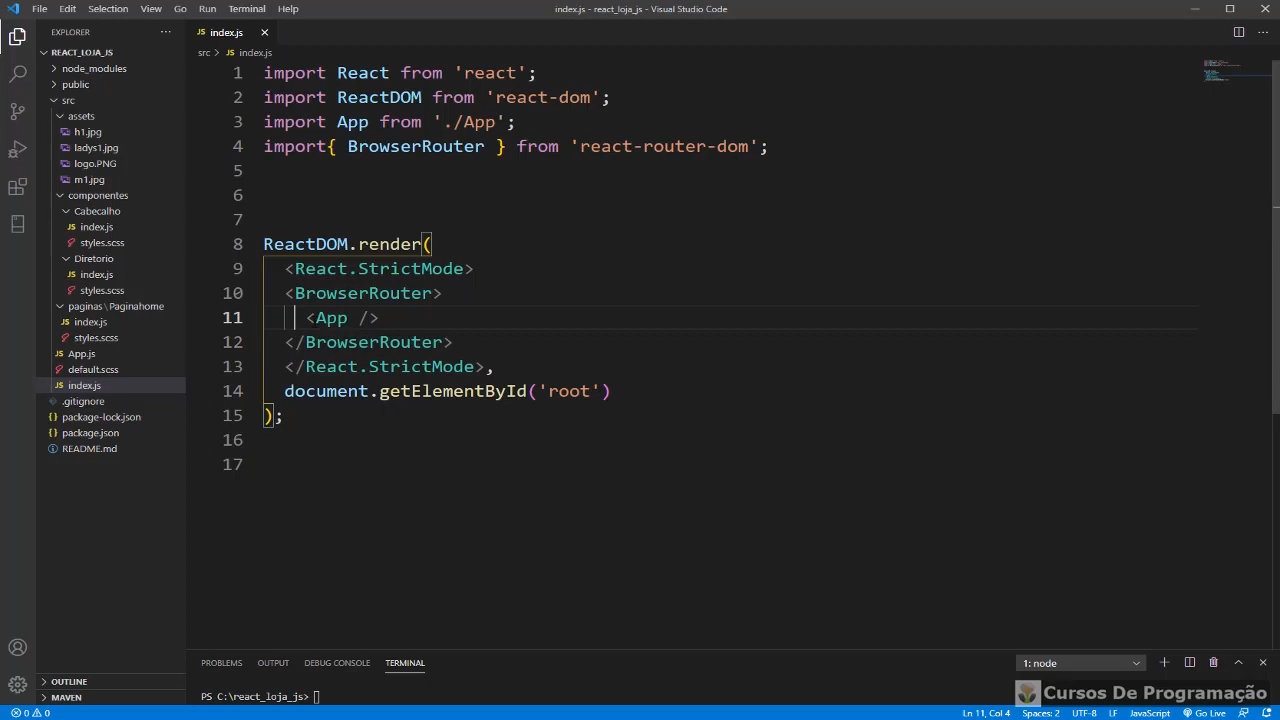 File Edit Selection View Go Run Terminal Help
index.js - react_loja_js - Visual Studio Code
EXPLORER
REACT_LOJA_JS
node_modules
public
src
assets
h1.jpg
ladys1.jpg
logo.PNG
m1.jpg
componentes
Cabecalho
index.js
styles.scss
Diretorio
index.js
styles.scss
paginas\Paginahome
index.js
styles.scss
App.js
default.scss
index.js
.gitignore
package-lock.json
package.json
README.md
OUTLINE
MAVEN
index.js
src > index.js
1 import React from 'react';
2 import ReactDOM from 'react-dom';
3 import App from './App';
4 import{ BrowserRouter } from 'react-router-dom';
5
6
7
8 ReactDOM.render(
9 <React.StrictMode>
10 <BrowserRouter>
11 <App />
12 </BrowserRouter>
13 </React.StrictMode>,
14 document.getElementById('root')
15 );
16
17
PROBLEMS OUTPUT DEBUG CONSOLE TERMINAL
1: node
PS C:\react_loja_js>
Cursos De Programação
0 0
Ln 11, Col 4 Spaces: 2 UTF-8 LF JavaScript Go Live